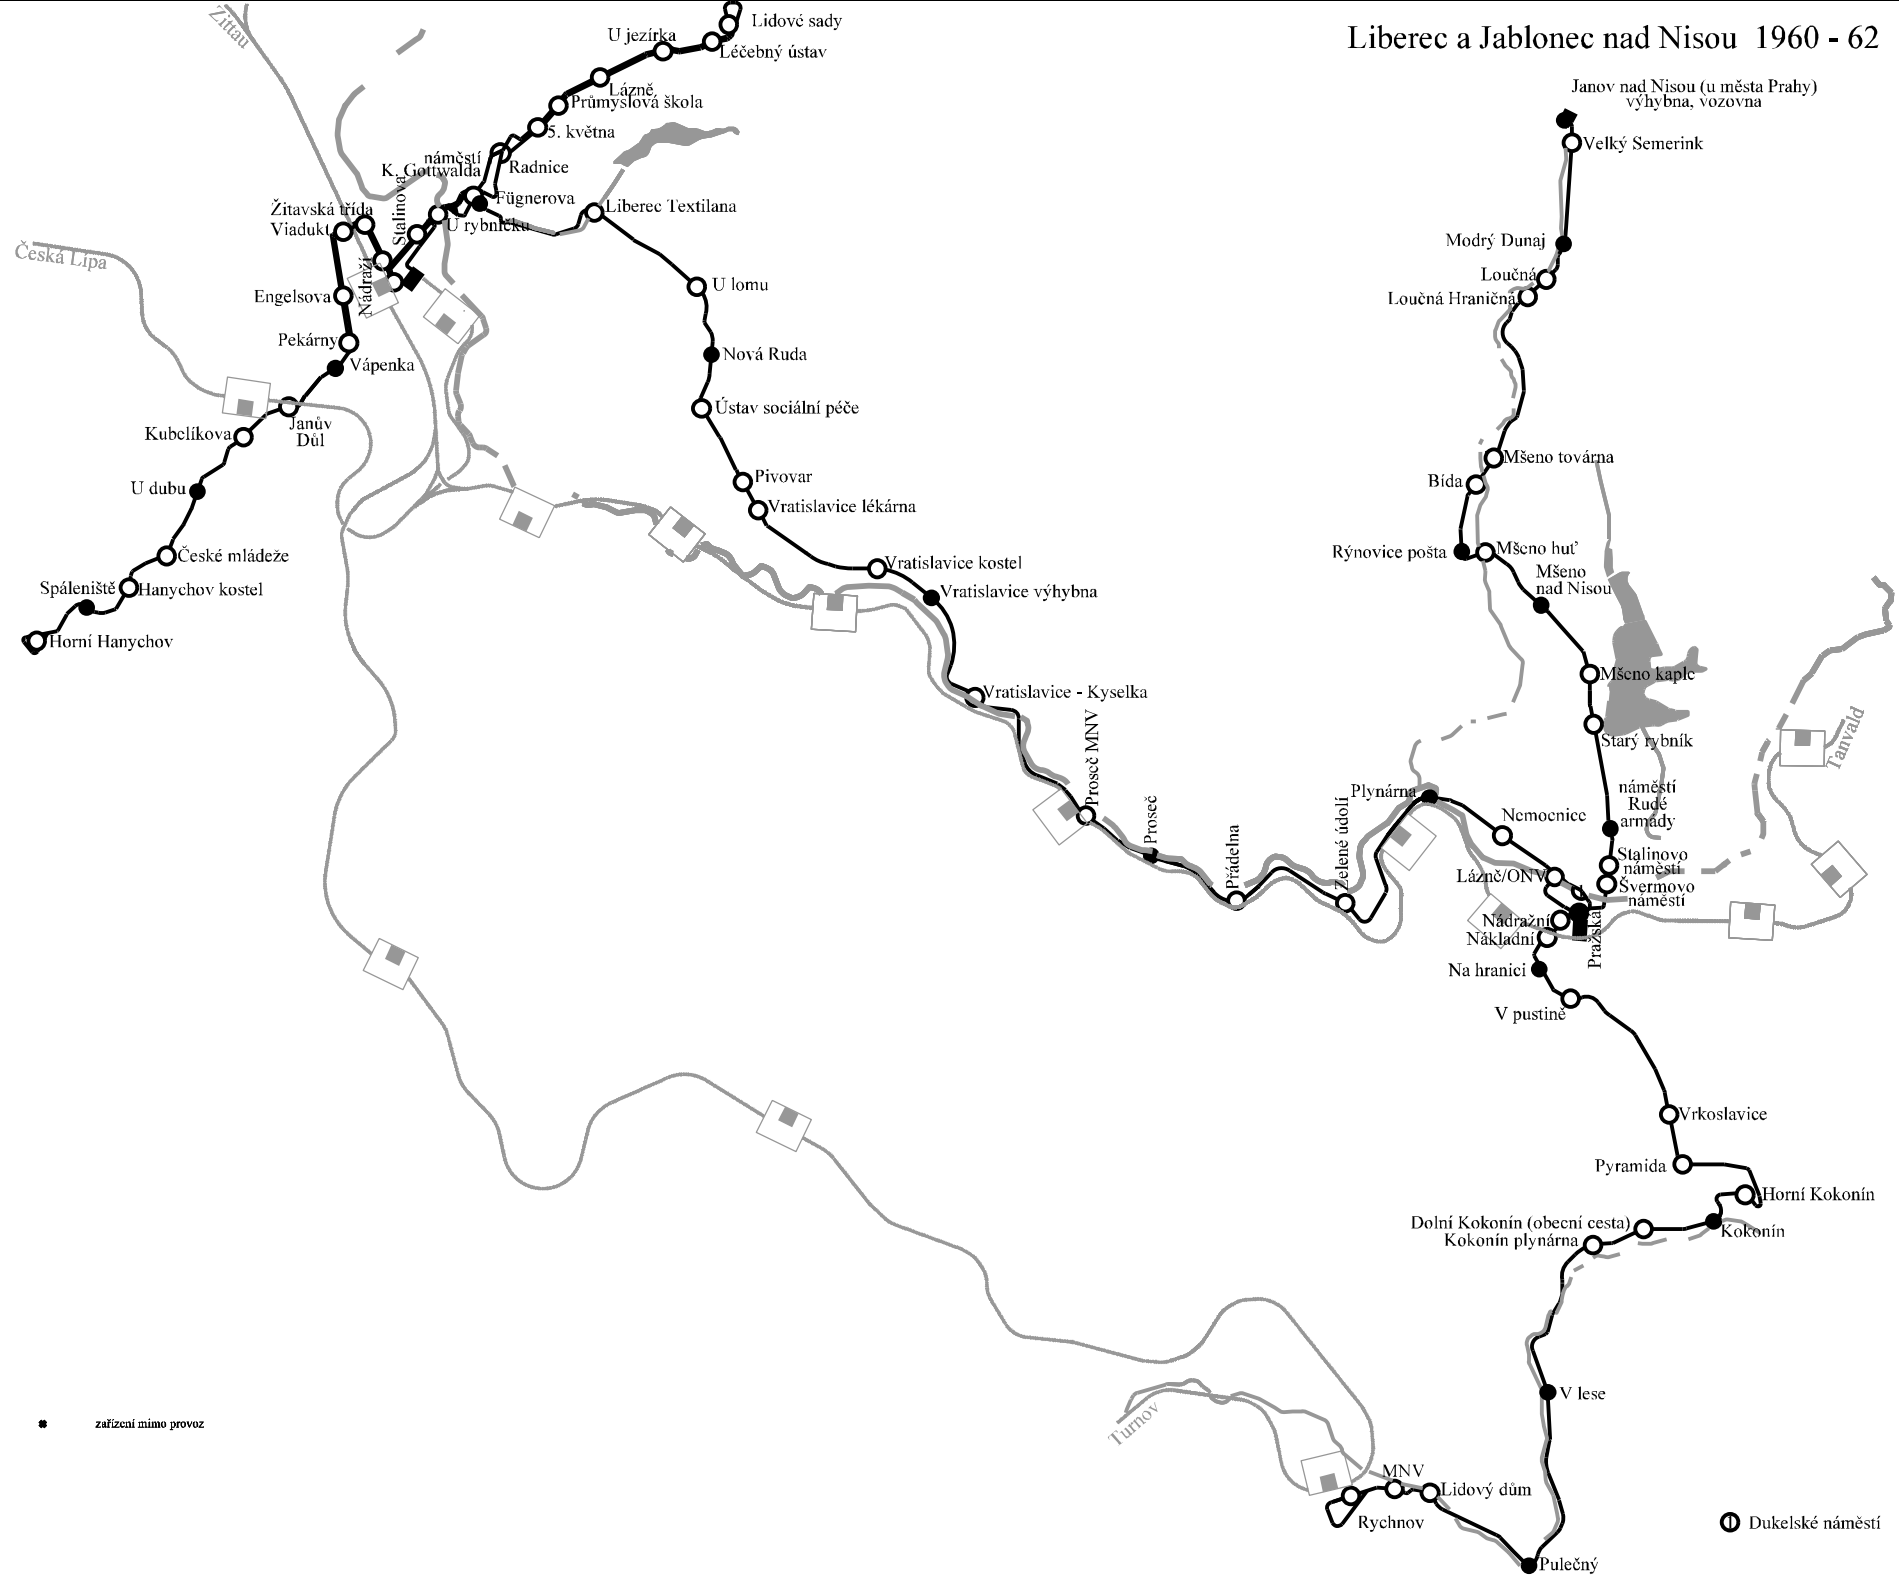 Liberec a Jablonec nad Nisou 1960 - 62
Zittau
Lidové sady
U jezírka
Léčebný ústav
Lázně
Průmyslová škola
5. května
náměstí
K. Gottwalda
Radnice
Fügnerova
U rybníčku
Stalinova
Žitavská třída
Viadukt
Nádraží
Engelsova
Pekárny
Vápenka
Česká Lípa
Janův
Důl
Kubelíkova
U dubu
České mládeže
Spáleniště
Hanychov kostel
Horní Hanychov
Liberec Textilana
U lomu
Nová Ruda
Ústav sociální péče
Pivovar
Vratislavice lékárna
Vratislavice kostel
Vratislavice výhybna
Vratislavice - Kyselka
Proseč MNV
Proseč
Přádelna
Zelené údolí
Plynárna
Nemocnice
Lázně/ONV
Nádražní
Nákladní
Pražská
Na hranici
V pustině
Janov nad Nisou (u města Prahy)
výhybna, vozovna
Velký Semerink
Modrý Dunaj
Loučná
Loučná Hraničná
Mšeno továrna
Bída
Rýnovice pošta
Mšeno huť
Mšeno
nad Nisou
Mšeno kaple
Starý rybník
náměstí
Rudé
armády
Stalinovo
náměstí
Švermovo
náměstí
Tanvald
Vrkoslavice
Pyramida
Horní Kokonín
Dolní Kokonín (obecní cesta)
Kokonín
Kokonín plynárna
V lese
Turnov
MNV
Lidový dům
Rychnov
Pulečný
zařízení mimo provoz
Dukelské náměstí